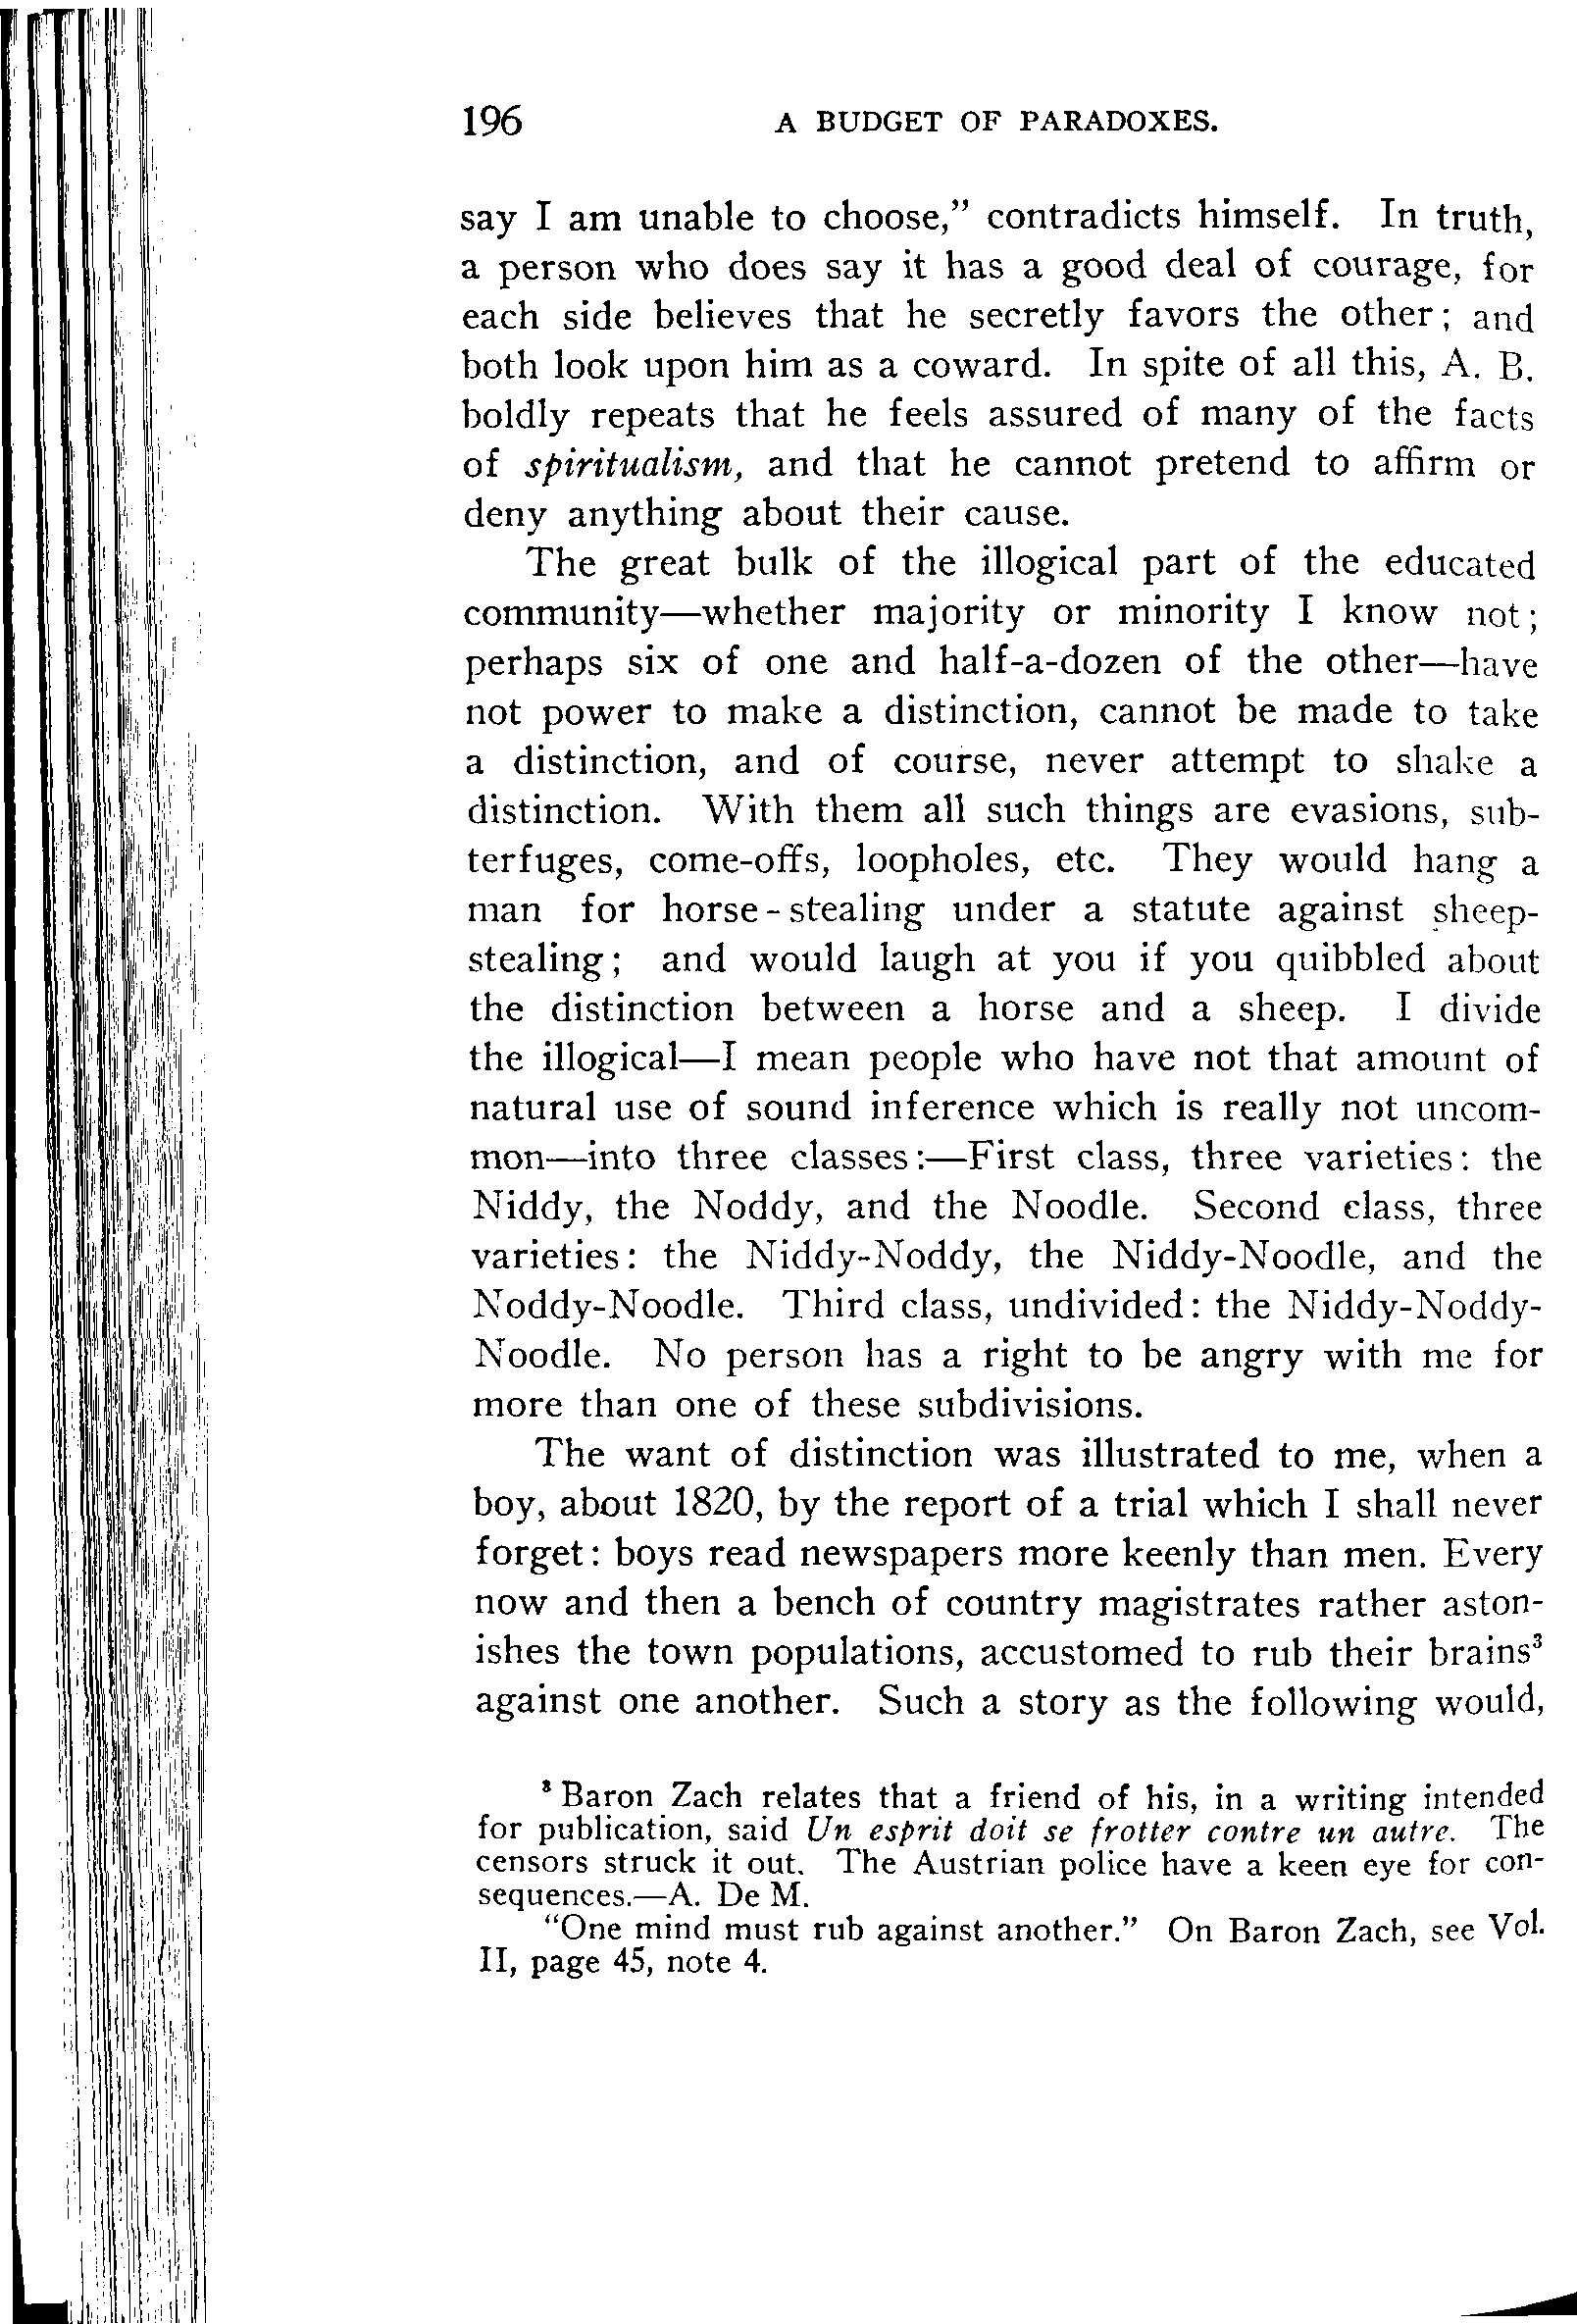 196 A BUDGET OF PARADOXES.
say I am unable to choose,” contradicts himself. In truth,
a person who does say it has a good deal of courage, for
each side believes that he secretly favors the other; and
both look upon him as a coward. In spite of all this, A. B.
boldly repeats that he feels assured of many of the facts
of spiritualism, and that he cannot pretend to affirm or
deny anything about their cause.
The great bulk of the illogical part of the educated
community—whether majority or minority I know not;
perhaps six of one and half-a-dozen of the other—have
not power to make a distinction, cannot be made to take
a distinction, and of course, never attempt to shake a
distinction. With them all such things are evasions, sub-
terfuges, come-offs, loopholes, etc. They would hang a
man for horse-stealing under a statute against sheep-
stealing; and would laugh at you if you quibbled about
the distinction between a horse and a sheep. I divide
the illogical—I mean people who have not that amount of
natural use of sound inference which is really not uncom-
mon—into three classes:—First class, three varieties: the
Niddy, the Noddy, and the Noodle. Second class, three
varieties: the Niddy-Noddy, the Niddy-Noodle, and the
Noddy-Noodle. Third class, undivided: the Niddy-Noddy-
Noodle. No person has a right to be angry with me for
more than one of these subdivisions.
The want of distinction was illustrated to me, when a
boy, about 1820, by the report of a trial which I shall never
forget: boys read newspapers more keenly than men. Every
now and then a bench of country magistrates rather aston-
ishes the town populations, accustomed to rub their brains³
against one another. Such a story as the following would,
³ Baron Zach relates that a friend of his, in a writing intended
for publication, said Un esprit doit se frotter contre un autre. The
censors struck it out. The Austrian police have a keen eye for con-
sequences.—A. De M.
“One mind must rub against another.” On Baron Zach, see Vol.
II, page 45, note 4.